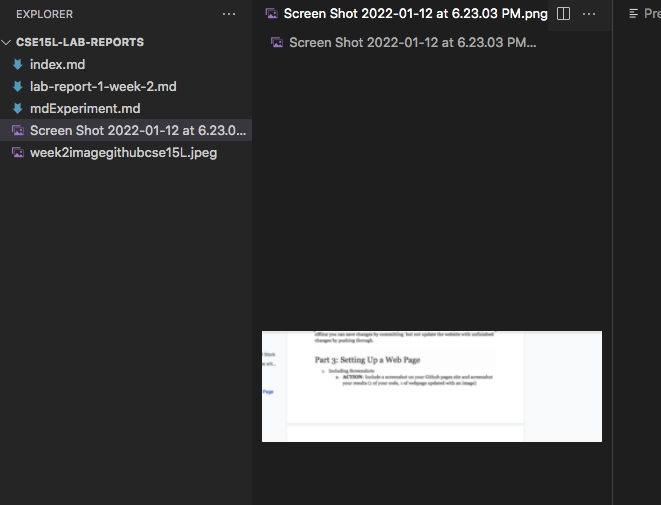 EXPLORER
CSE15L-LAB-REPORTS
index.md
lab-report-1-week-2.md
mdExperiment.md
Screen Shot 2022-01-12 at 6.23.0...
week2imagegithubcse15L.jpeg
Screen Shot 2022-01-12 at 6.23.03 PM.png
Screen Shot 2022-01-12 at 6.23.03 PM...
Pre
offline you can save changes by committing but not update the website with unfinished
changes by pushing through.
Part 3: Setting Up a Web Page
Including Screenshots
ACTION: Include a screenshot on your Github pages site and screenshot
your results (1 of your code, 1 of webpage updated with an image)
Page